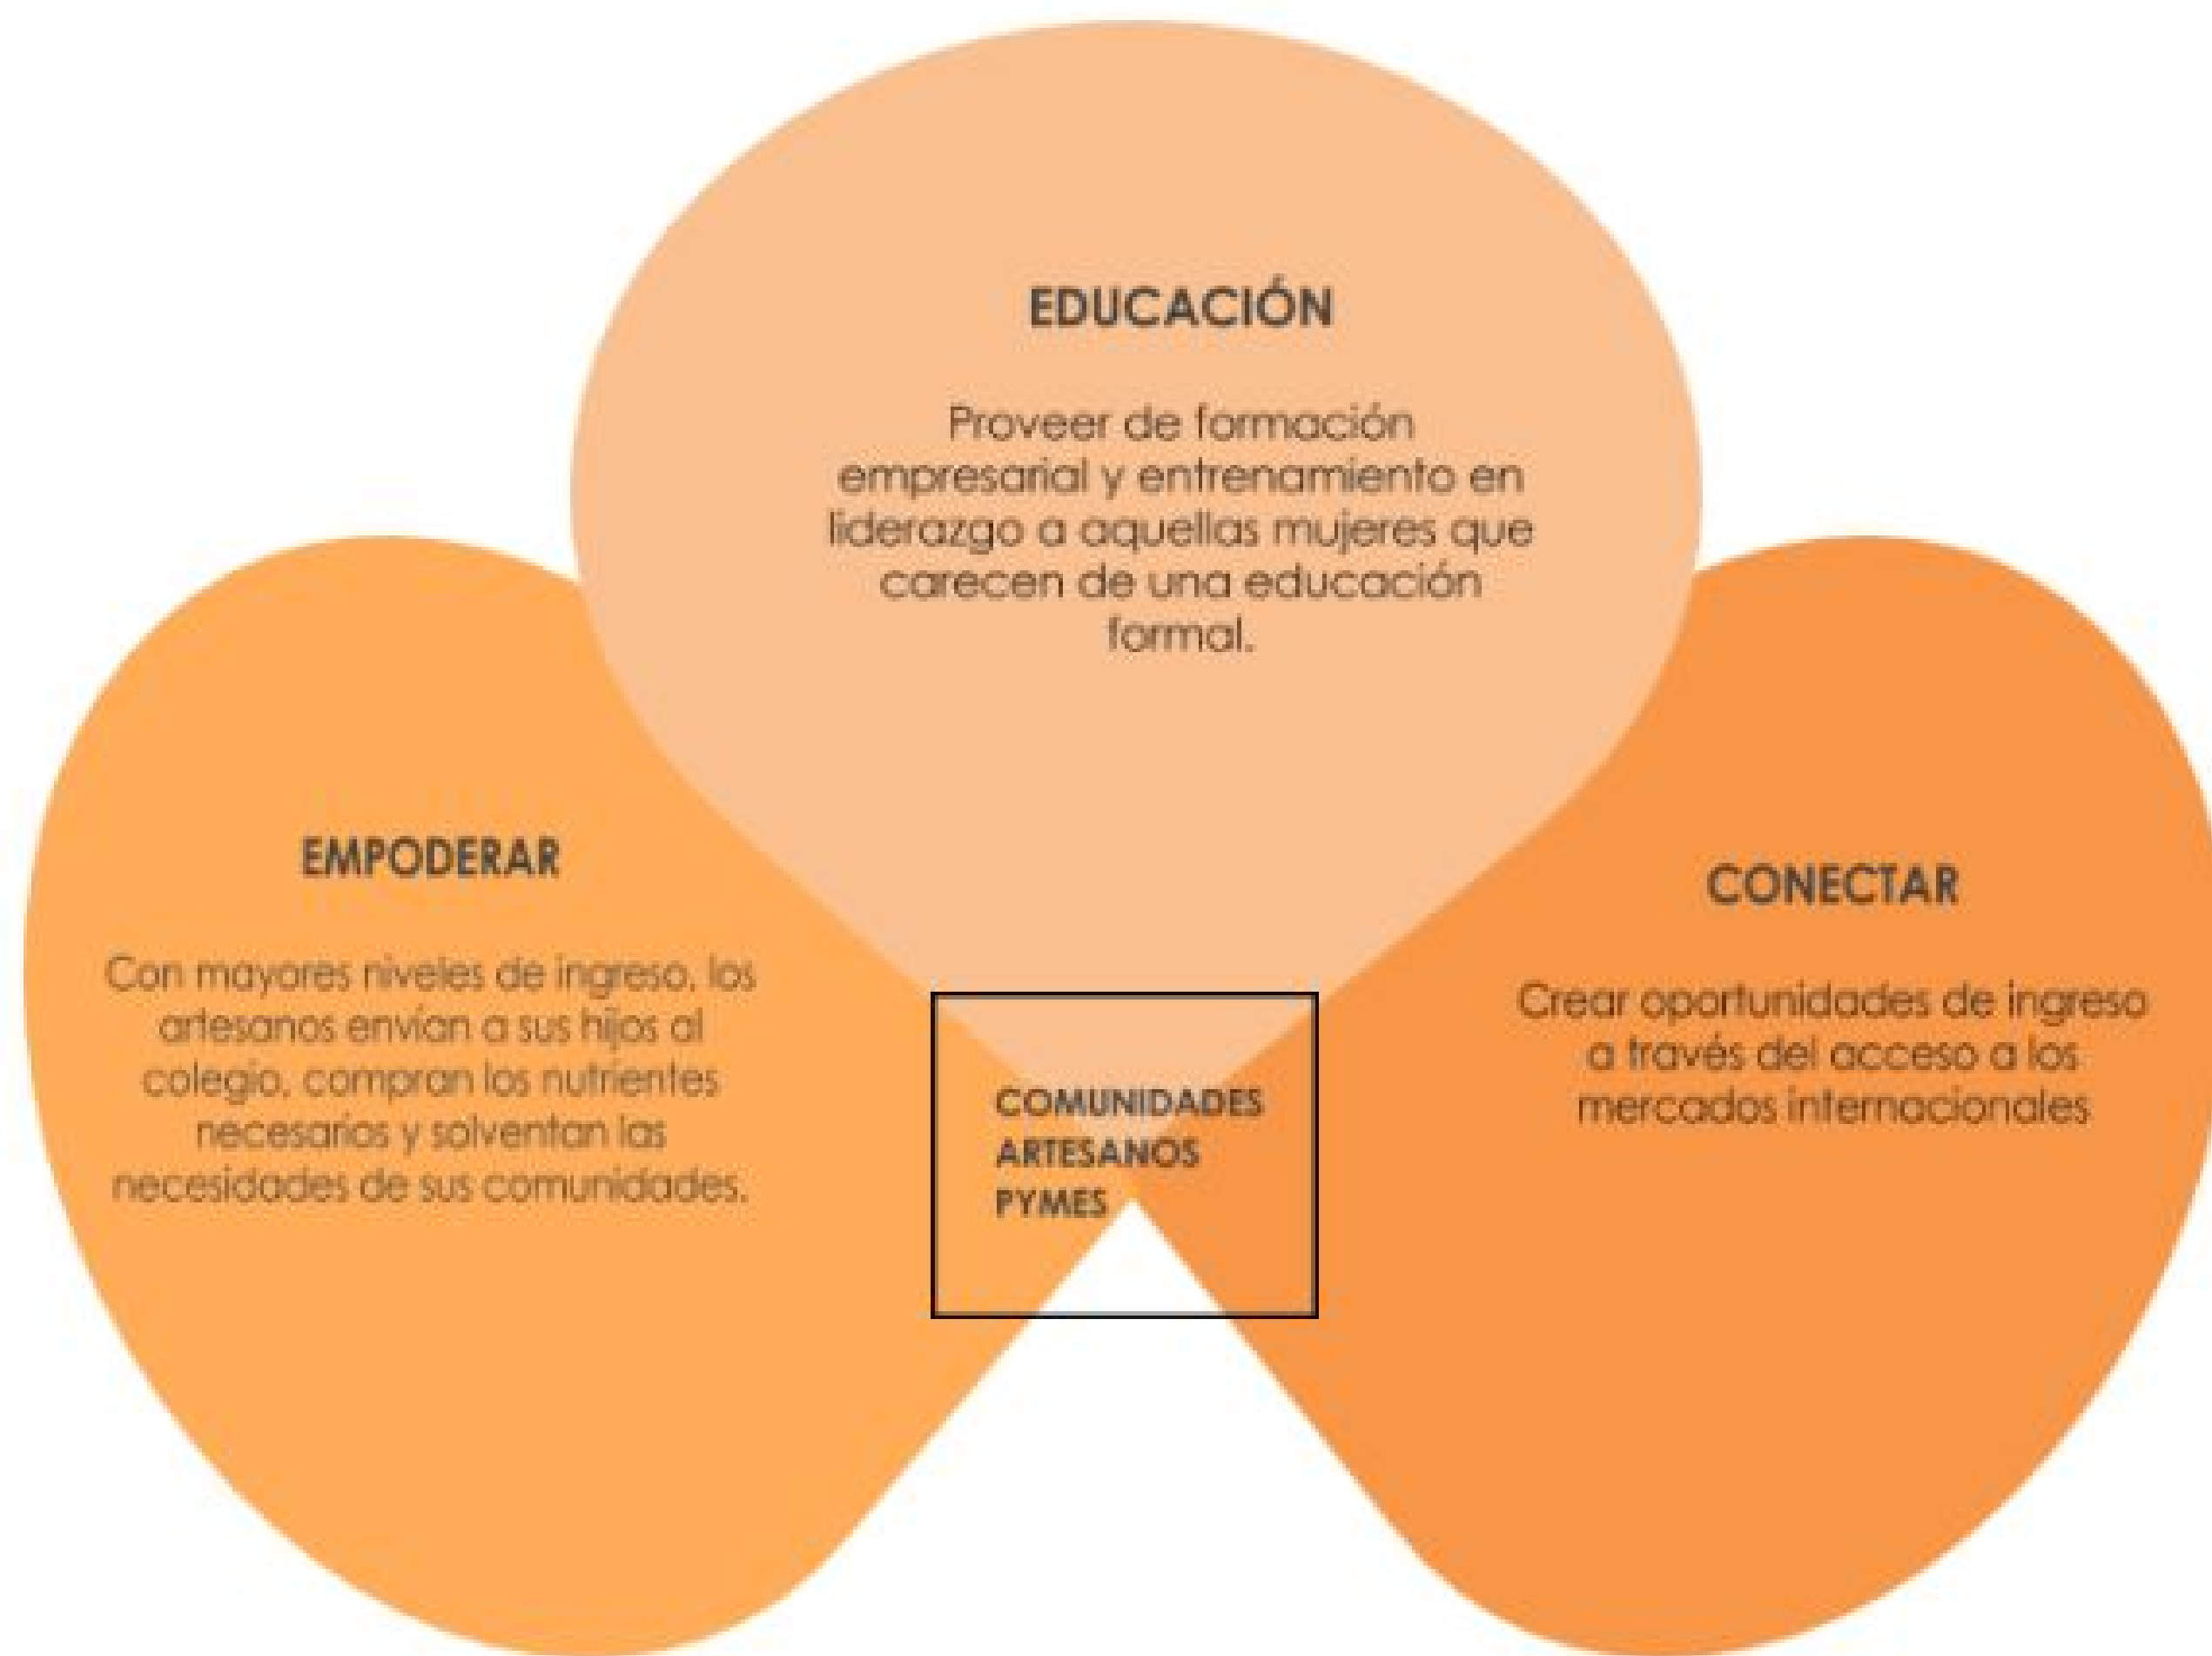 EDUCACIÓN
Proveer de formación
empresarial y entrenamiento en
liderazgo a aquellas mujeres que
carecen de una educación
formal.
EMPODERAR
Con mayores niveles de ingreso, los
artesanos envían a sus hijos al
colegio, compran los nutrientes
necesarios y solventan las
necesidades de sus comunidades.
CONECTAR
Crear oportunidades de ingreso
a través del acceso a los
mercados internacionales
COMUNIDADES
ARTESANOS
PYMES